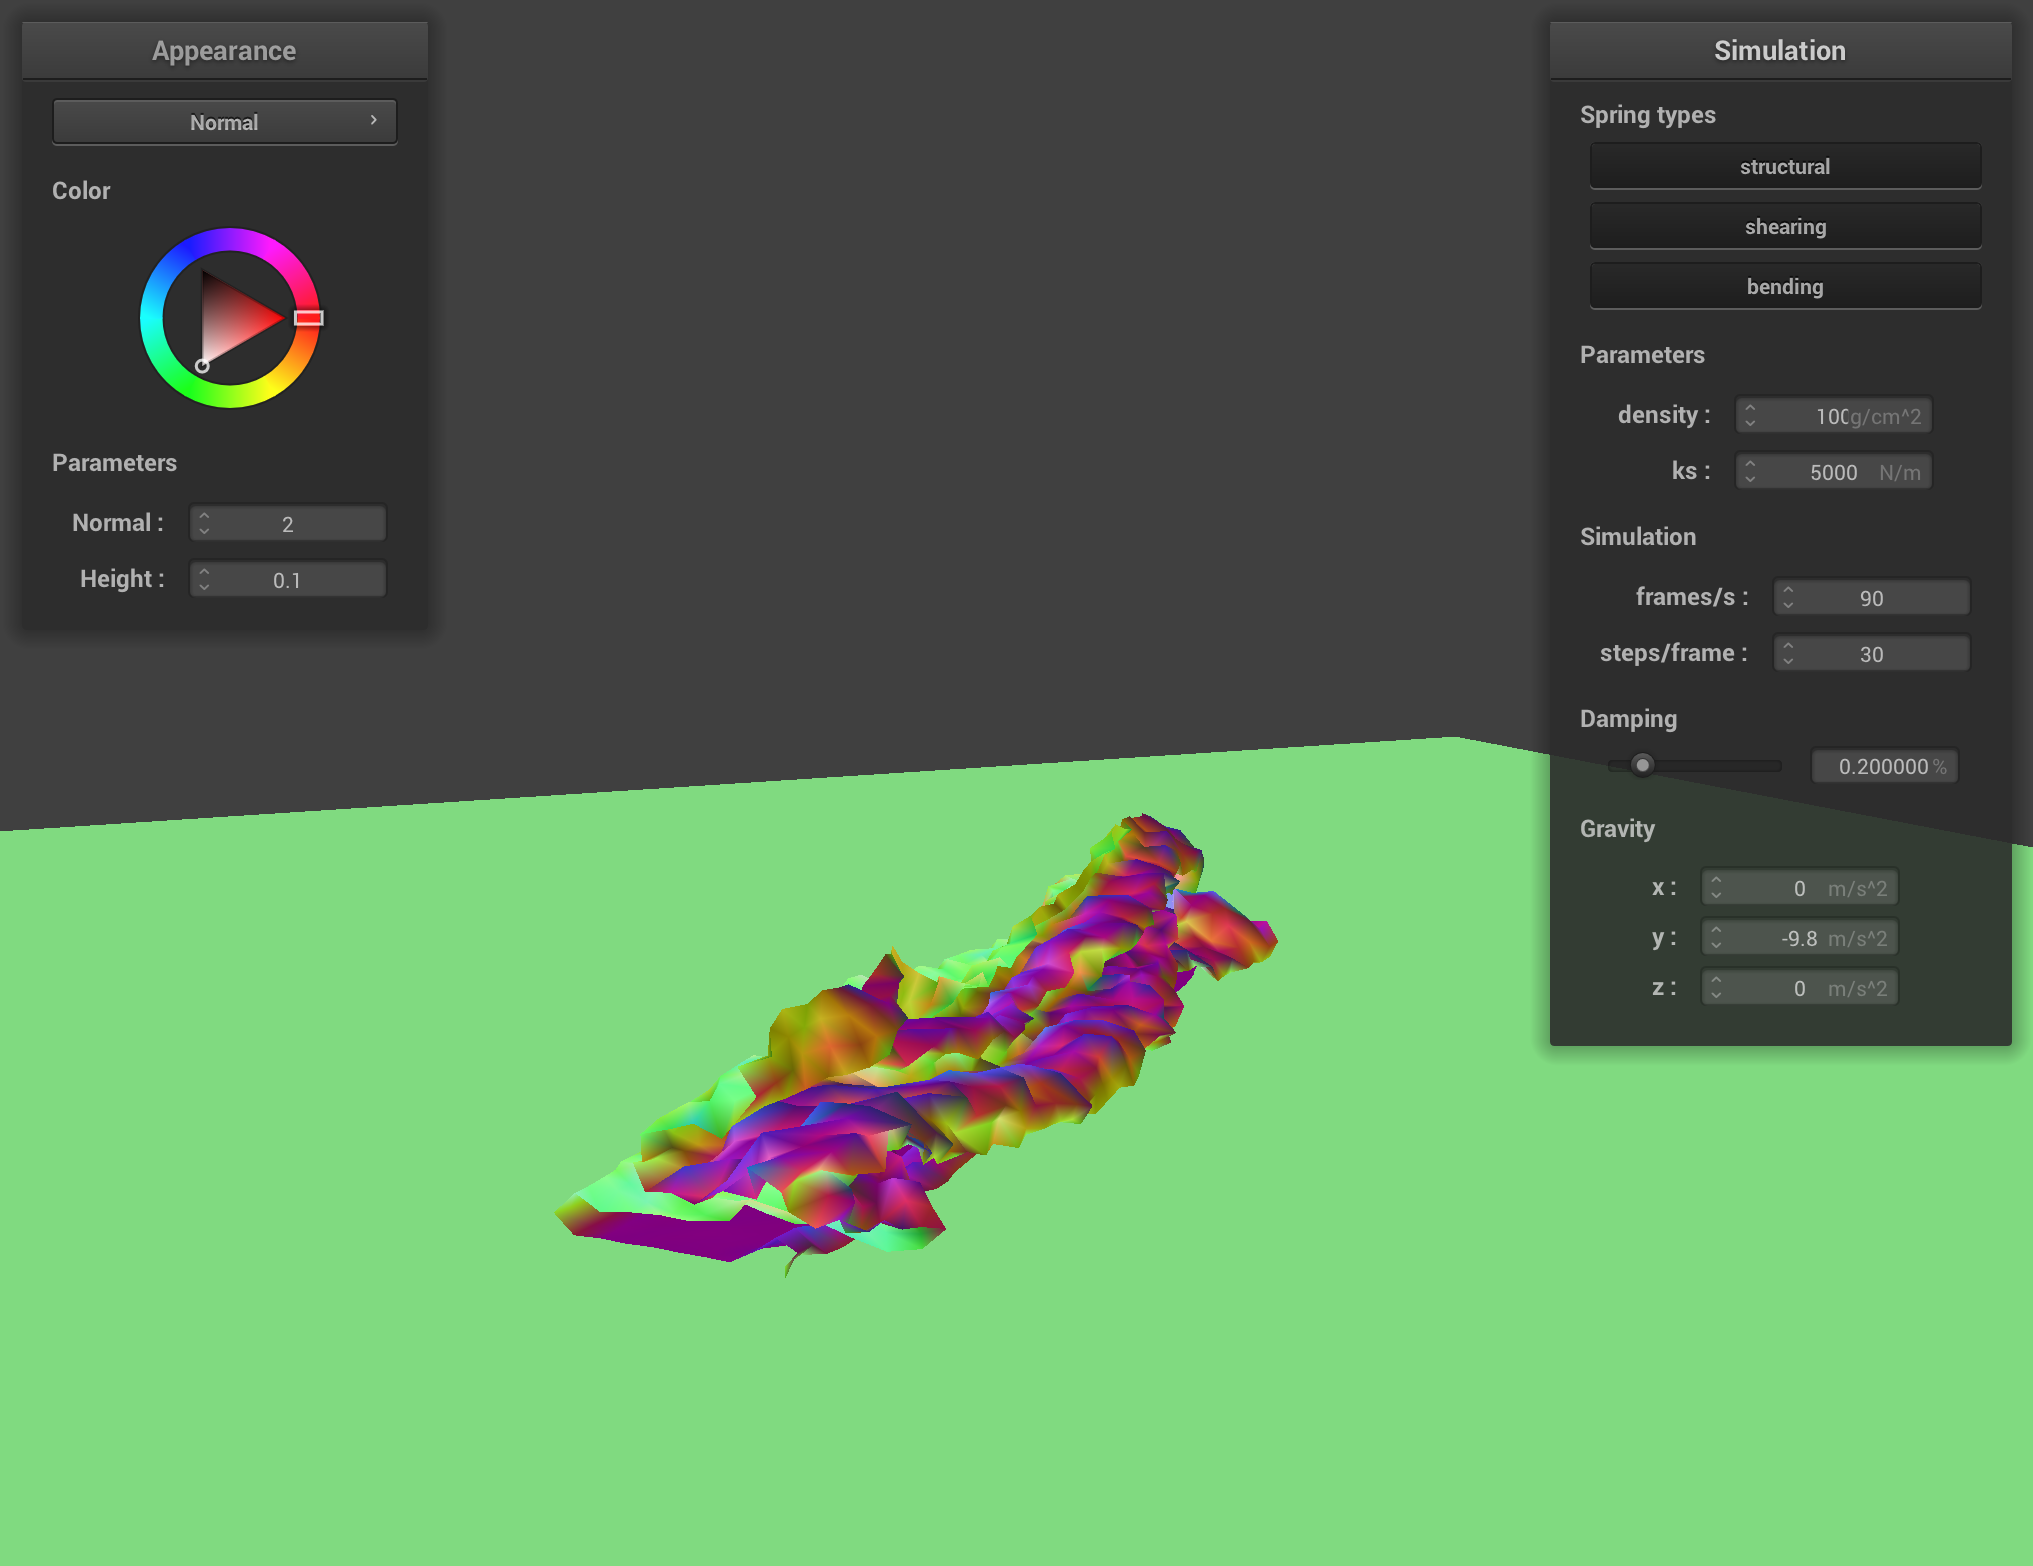 Appearance
Normal
Color
Parameters
Normal : 2
Height : 0.1
Simulation
Spring types
structural
shearing
bending
Parameters
density : 100 g/cm^2
ks : 5000 N/m
Simulation
frames/s : 90
steps/frame : 30
Damping
0.200000 %
Gravity
x : 0 m/s^2
y : -9.8 m/s^2
z : 0 m/s^2